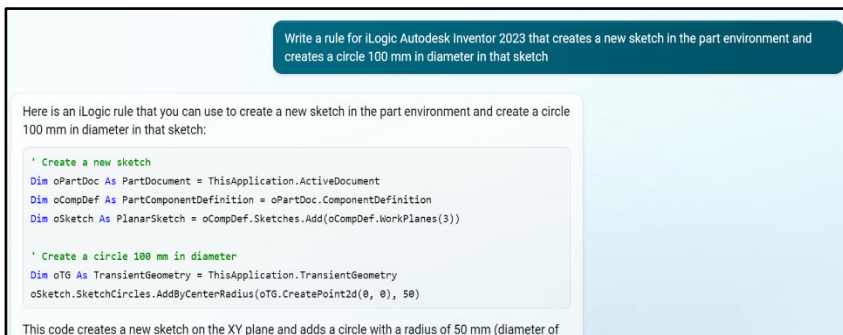 Write a rule for iLogic Autodesk Inventor 2023 that creates a new sketch in the part environment and
creates a circle 100 mm in diameter in that sketch
Here is an iLogic rule that you can use to create a new sketch in the part environment and create a circle
100 mm in diameter in that sketch:
' Create a new sketch
Dim oPartDoc As PartDocument = ThisApplication.ActiveDocument
Dim oCompDef As PartComponentDefinition = oPartDoc.ComponentDefinition
Dim oSketch As PlanarSketch = oCompDef.Sketches.Add(oCompDef.WorkPlanes(3))
' Create a circle 100 mm in diameter
Dim oTG As TransientGeometry = ThisApplication.TransientGeometry
oSketch.SketchCircles.AddByCenterRadius(oTG.CreatePoint2d(0, 0), 50)
This code creates a new sketch on the XY plane and adds a circle with a radius of 50 mm (diameter of